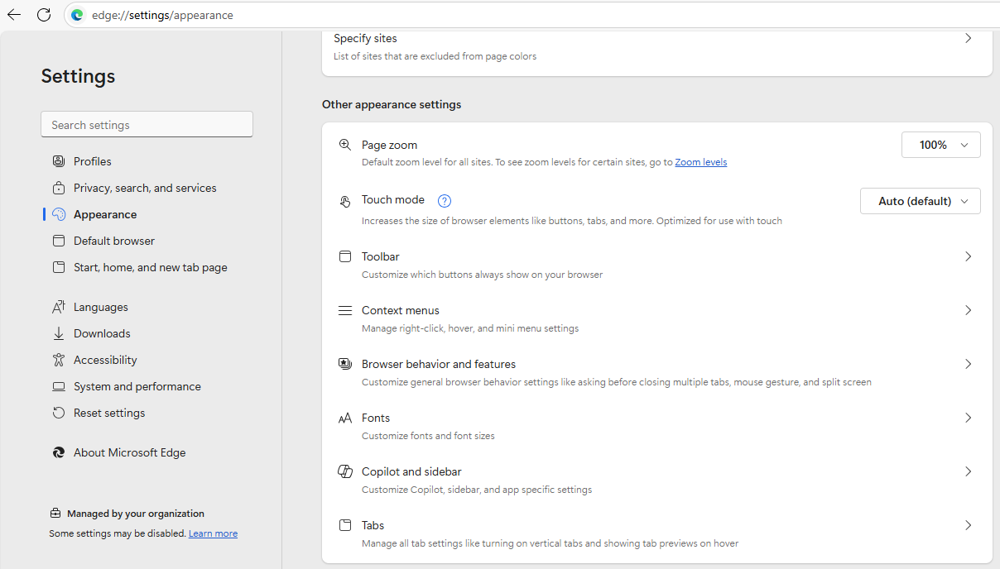 edge://settings/appearance
Settings
Search settings
Profiles
Privacy, search, and services
Appearance
Default browser
Start, home, and new tab page
Languages
Downloads
Accessibility
System and performance
Reset settings
About Microsoft Edge
Managed by your organization
Some settings may be disabled. Learn more
Specify sites
List of sites that are excluded from page colors
Other appearance settings
Page zoom
Default zoom level for all sites. To see zoom levels for certain sites, go to Zoom levels
100%
Touch mode
Increases the size of browser elements like buttons, tabs, and more. Optimized for use with touch
Auto (default)
Toolbar
Customize which buttons always show on your browser
Context menus
Manage right-click, hover, and mini menu settings
Browser behavior and features
Customize general browser behavior settings like asking before closing multiple tabs, mouse gesture, and split screen
Fonts
Customize fonts and font sizes
Copilot and sidebar
Customize Copilot, sidebar, and app specific settings
Tabs
Manage all tab settings like turning on vertical tabs and showing tab previews on hover